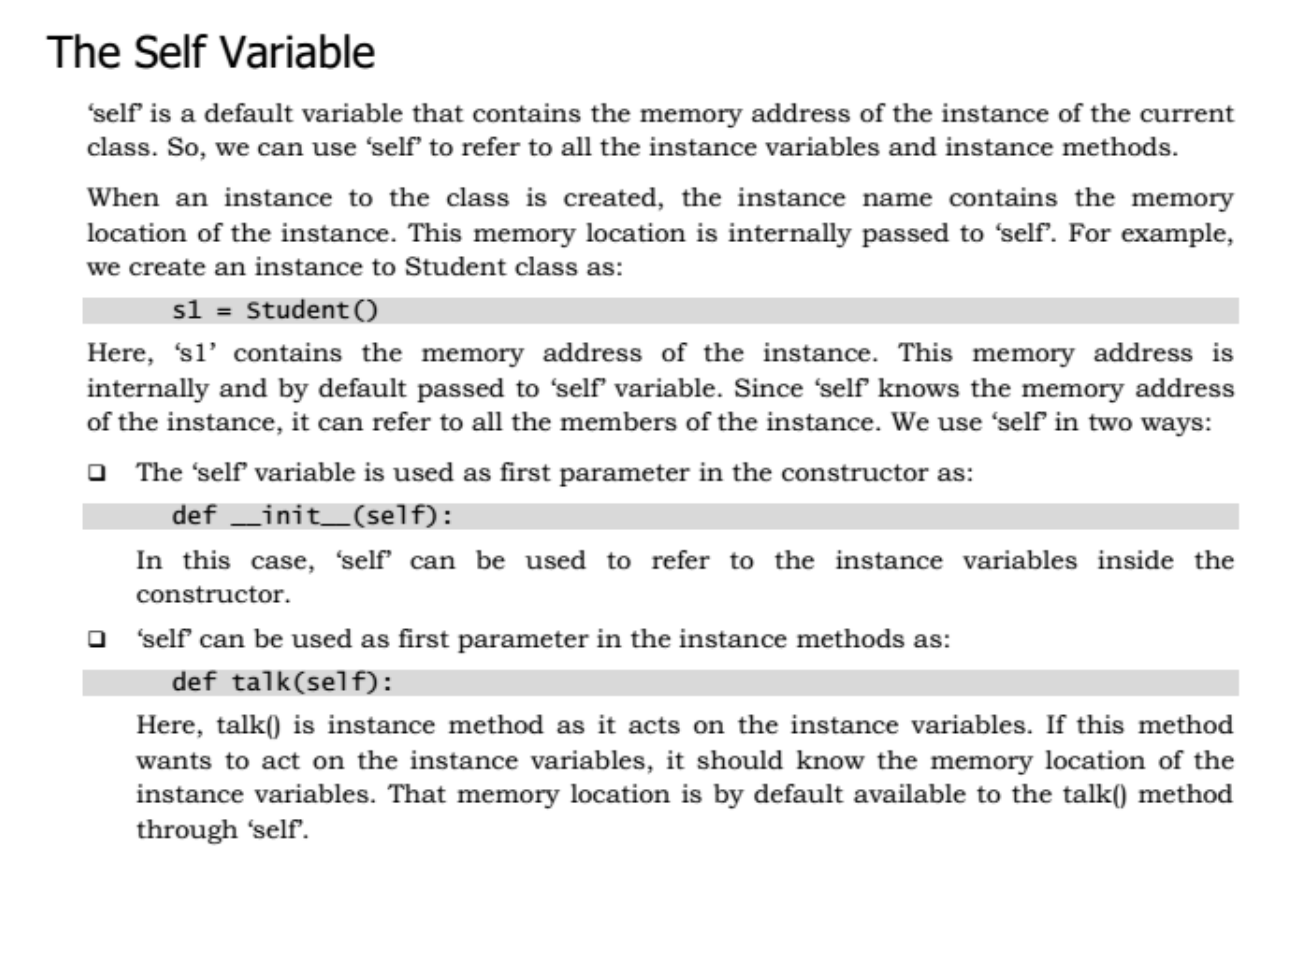 The Self Variable
‘self’ is a default variable that contains the memory address of the instance of the current
class. So, we can use ‘self’ to refer to all the instance variables and instance methods.
When an instance to the class is created, the instance name contains the memory
location of the instance. This memory location is internally passed to ‘self’. For example,
we create an instance to Student class as:
s1 = Student()
Here, ‘s1’ contains the memory address of the instance. This memory address is
internally and by default passed to ‘self’ variable. Since ‘self’ knows the memory address
of the instance, it can refer to all the members of the instance. We use ‘self’ in two ways:
❑ The ‘self’ variable is used as first parameter in the constructor as:
def __init__(self):
In this case, ‘self’ can be used to refer to the instance variables inside the
constructor.
❑ ‘self’ can be used as first parameter in the instance methods as:
def talk(self):
Here, talk() is instance method as it acts on the instance variables. If this method
wants to act on the instance variables, it should know the memory location of the
instance variables. That memory location is by default available to the talk() method
through ‘self’.